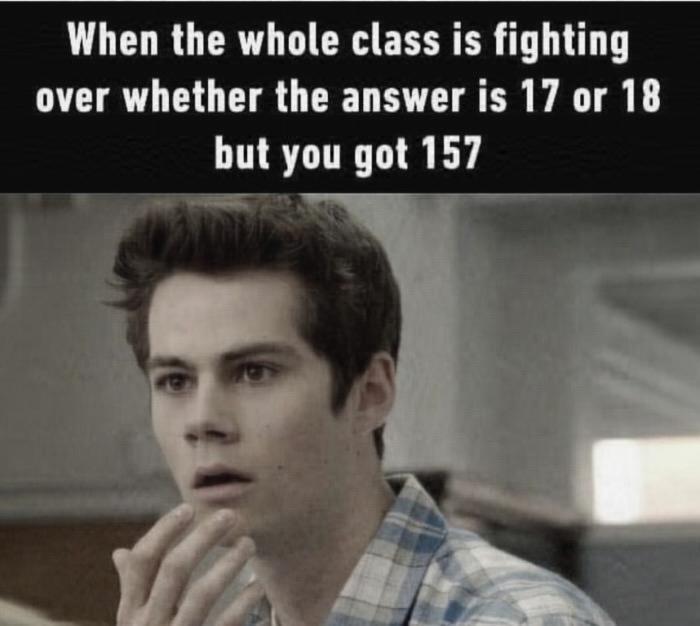 When the whole class is fighting
over whether the answer is 17 or 18
but you got 157